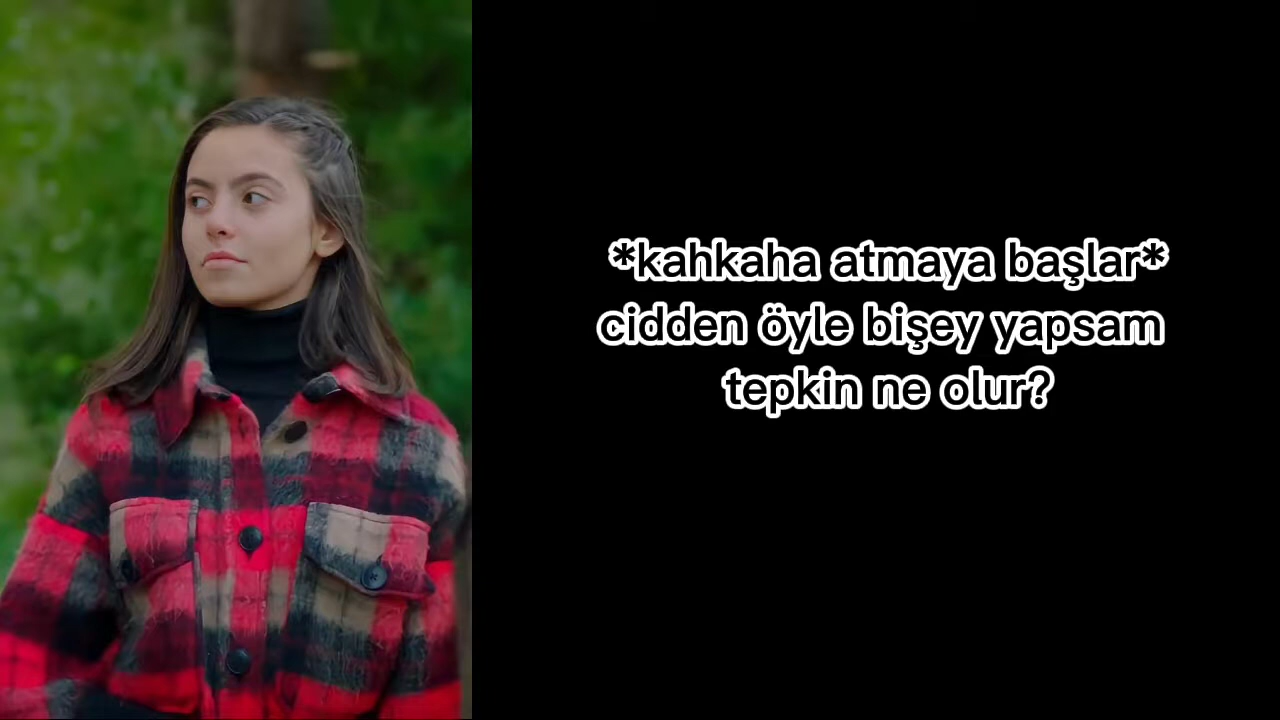 *kahkaha atmaya başlar*
cidden öyle bişey yapsam
tepkin ne olur?